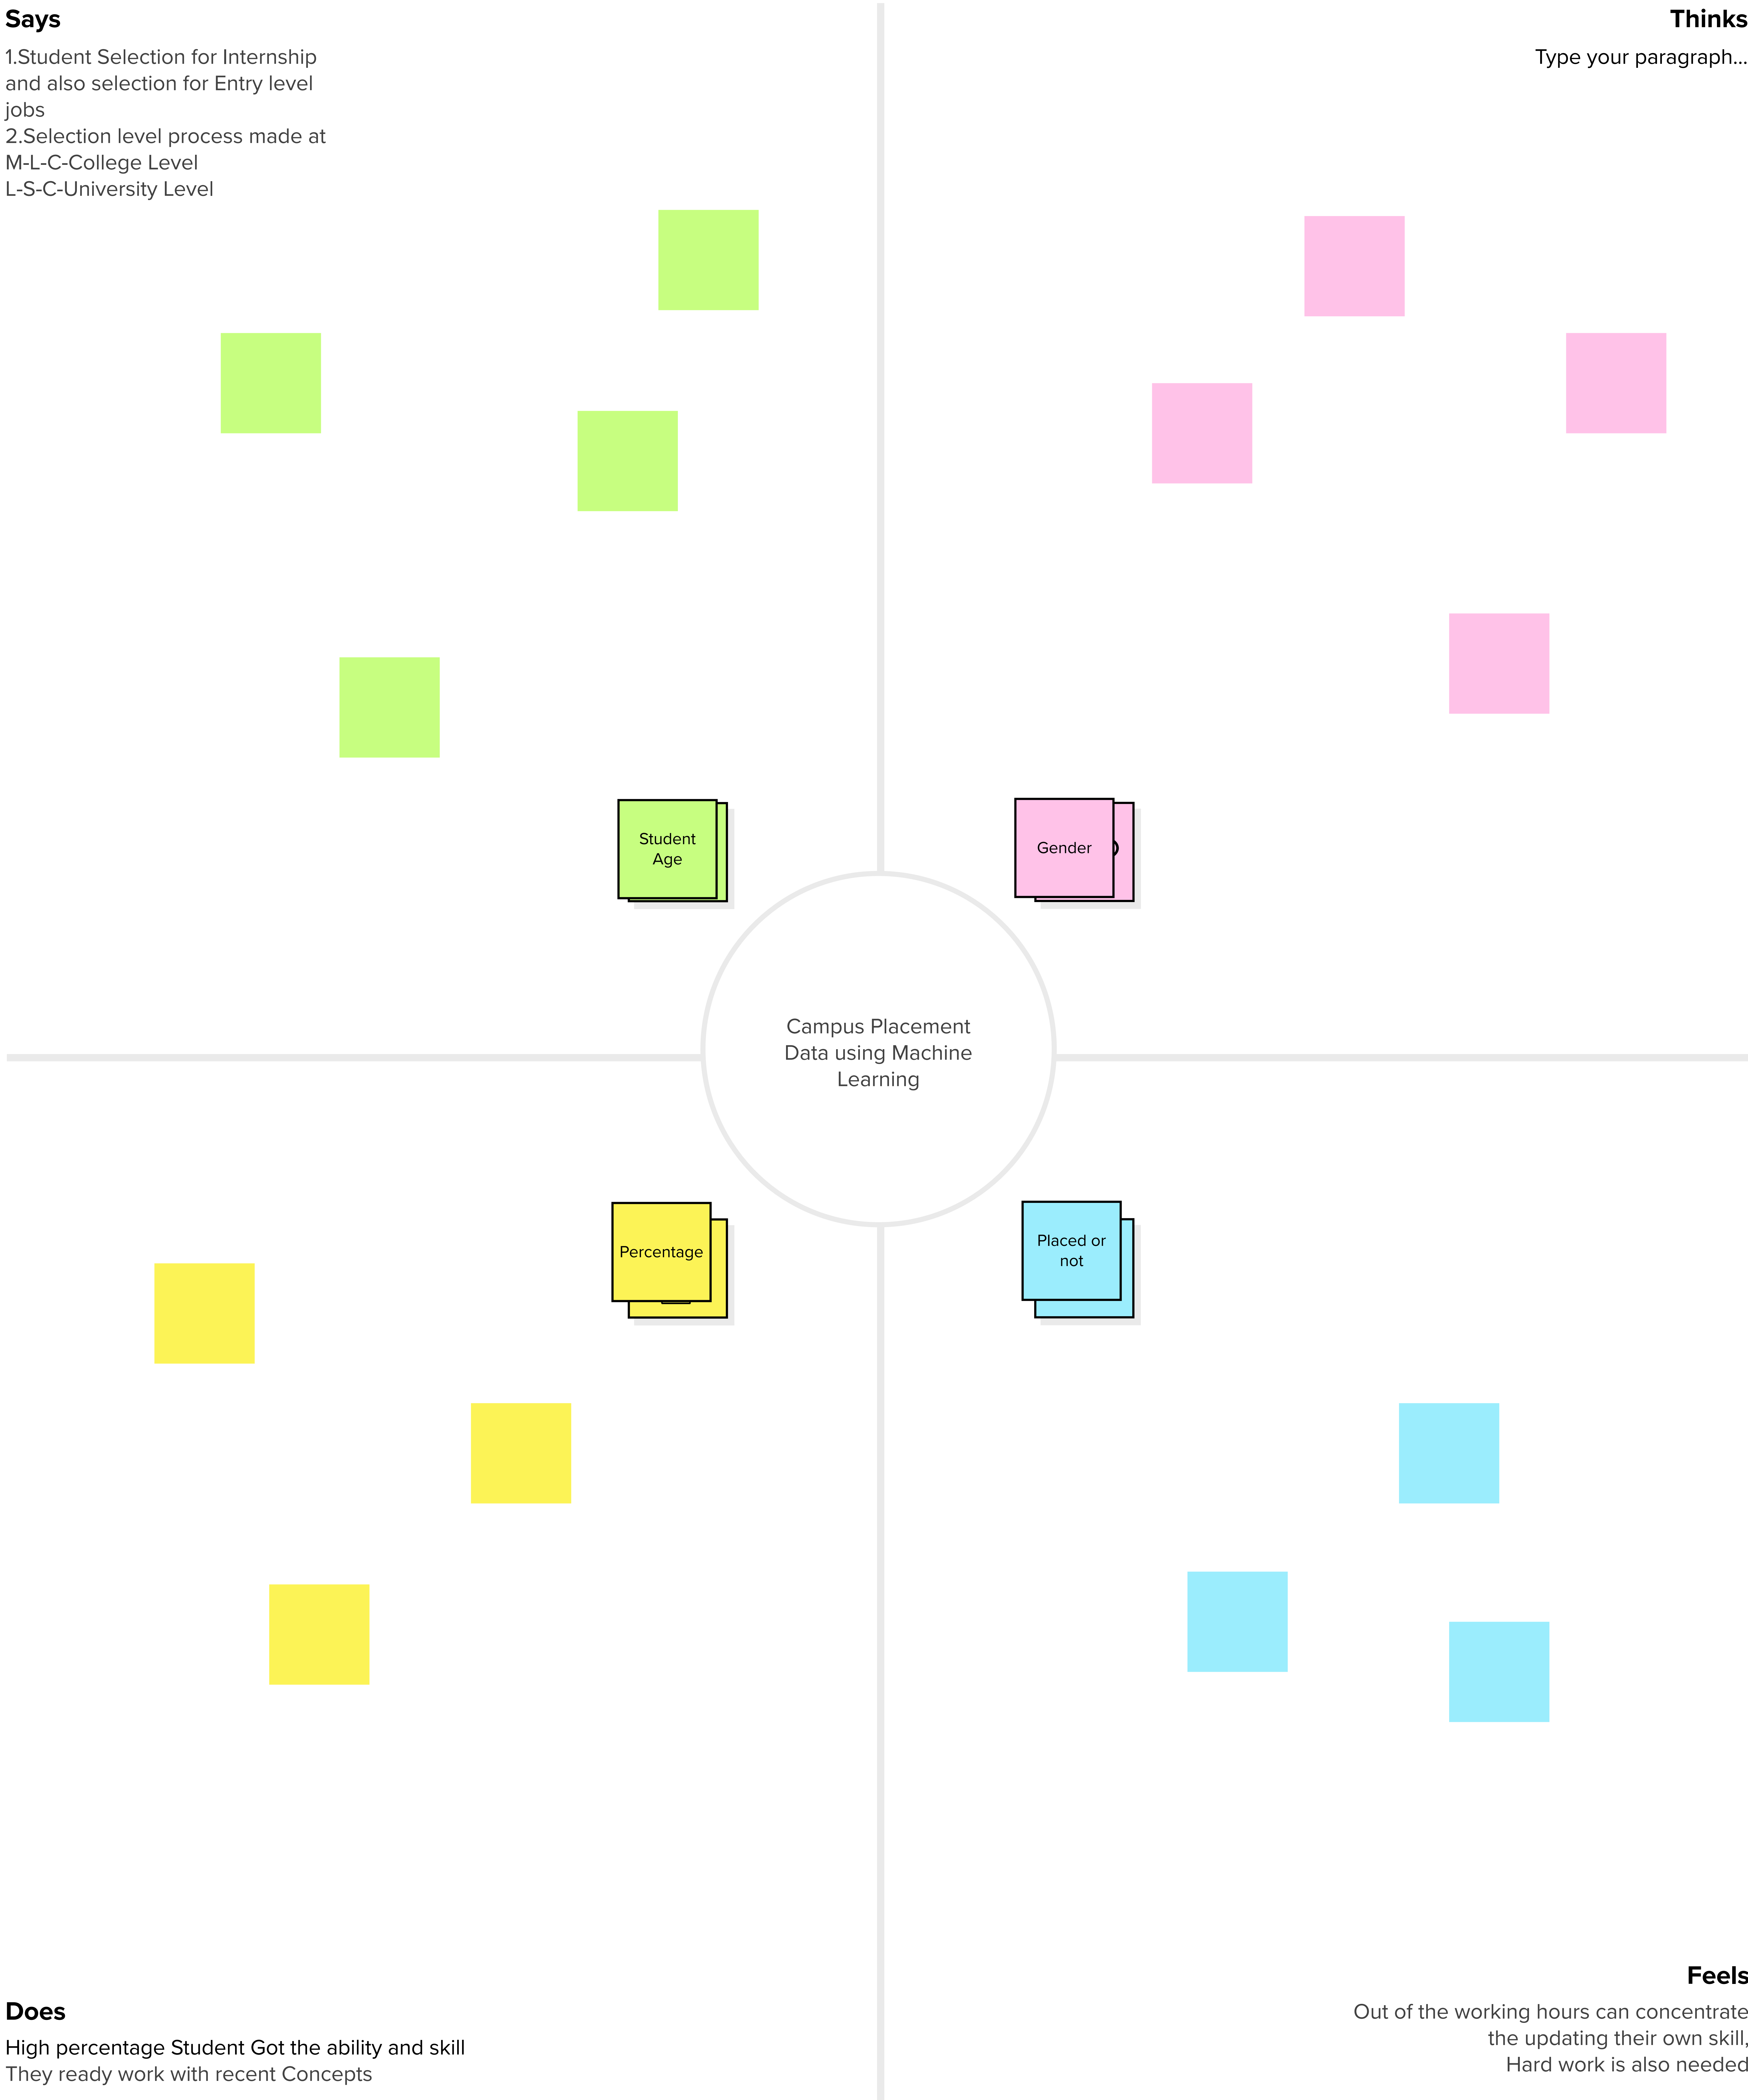 Says
1.Student Selection for Internship
and also selection for Entry level
jobs
2.Selection level process made at
M-L-C-College Level
L-S-C-University Level
Thinks
Type your paragraph...
Student
Age
Gender
Campus Placement
Data using Machine
Learning
Percentage
Placed or
not
Does
High percentage Student Got the ability and skill
They ready work with recent Concepts
Feels
Out of the working hours can concentrate
the updating their own skill,
Hard work is also needed